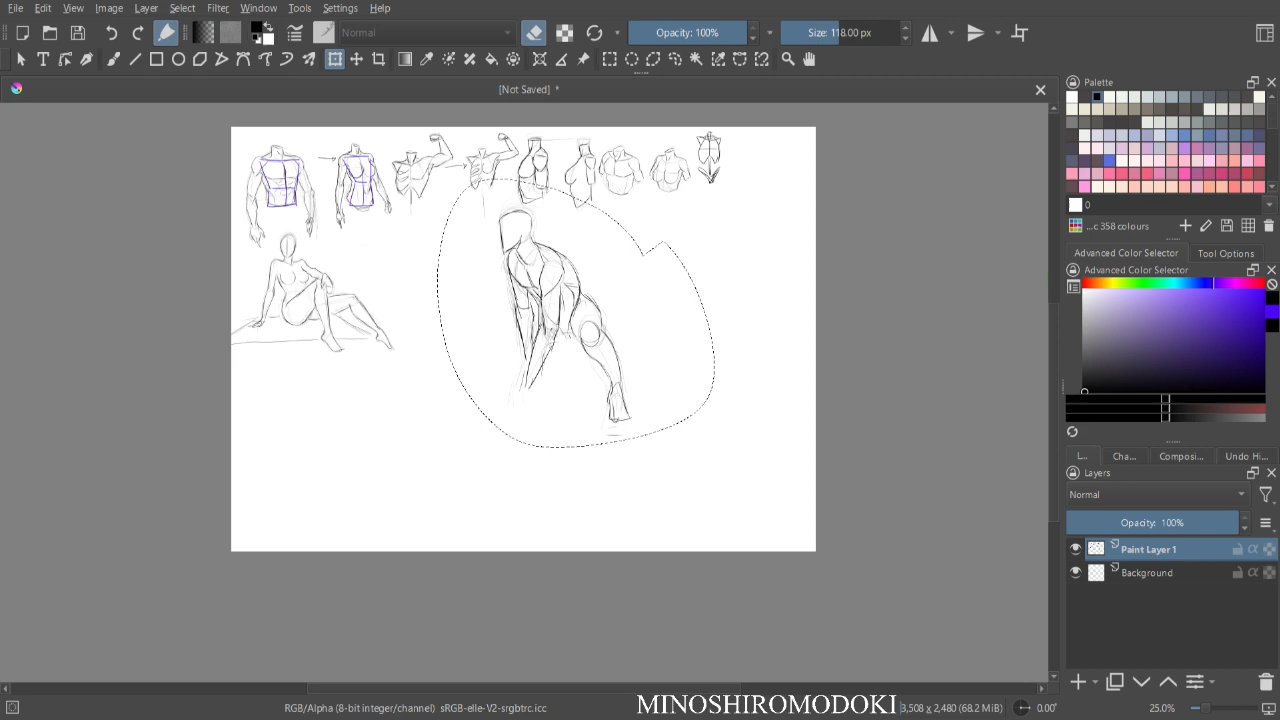 File Edit View Image Layer Select Filter Window Tools Settings Help
Normal Opacity: 100% Size: 118.00 px
[Not Saved] *
Palette
0
...c 358 colours
Advanced Color Selector Tool Options
Advanced Color Selector
L... Cha... Composi... Undo Hi...
Layers
Normal
Opacity: 100%
Paint Layer 1
Background
RGB/Alpha (8-bit integer/channel) sRGB-elle-V2-srgbtrc.icc MINOSHIROMODOKI 3,508 x 2,480 (68.2 MiB) 0.00° 25.0%